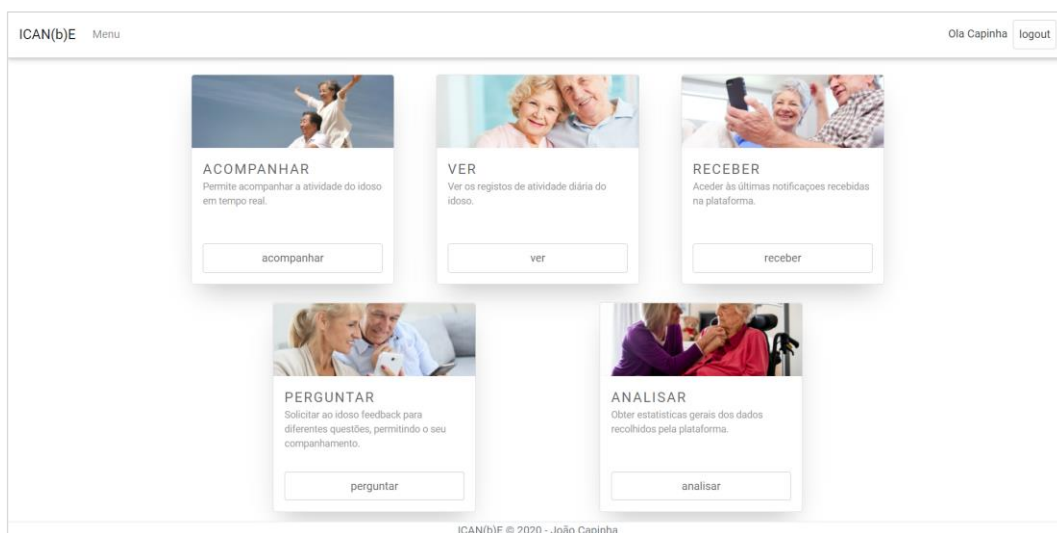 ICAN(b)E Menu Ola Capinha logout
ACOMPANHAR
Permite acompanhar a atividade do idoso
em tempo real.
acompanhar
VER
Ver os registos de atividade diária do
idoso.
ver
RECEBER
Aceder às últimas notificaçoes recebidas
na plataforma.
receber
PERGUNTAR
Solicitar ao idoso feedback para
diferentes questões, permitindo o seu
companhamento.
perguntar
ANALISAR
Obter estatisticas gerais dos dados
recolhidos pela plataforma.
analisar
ICAN(b)E © 2020 - João Capinha